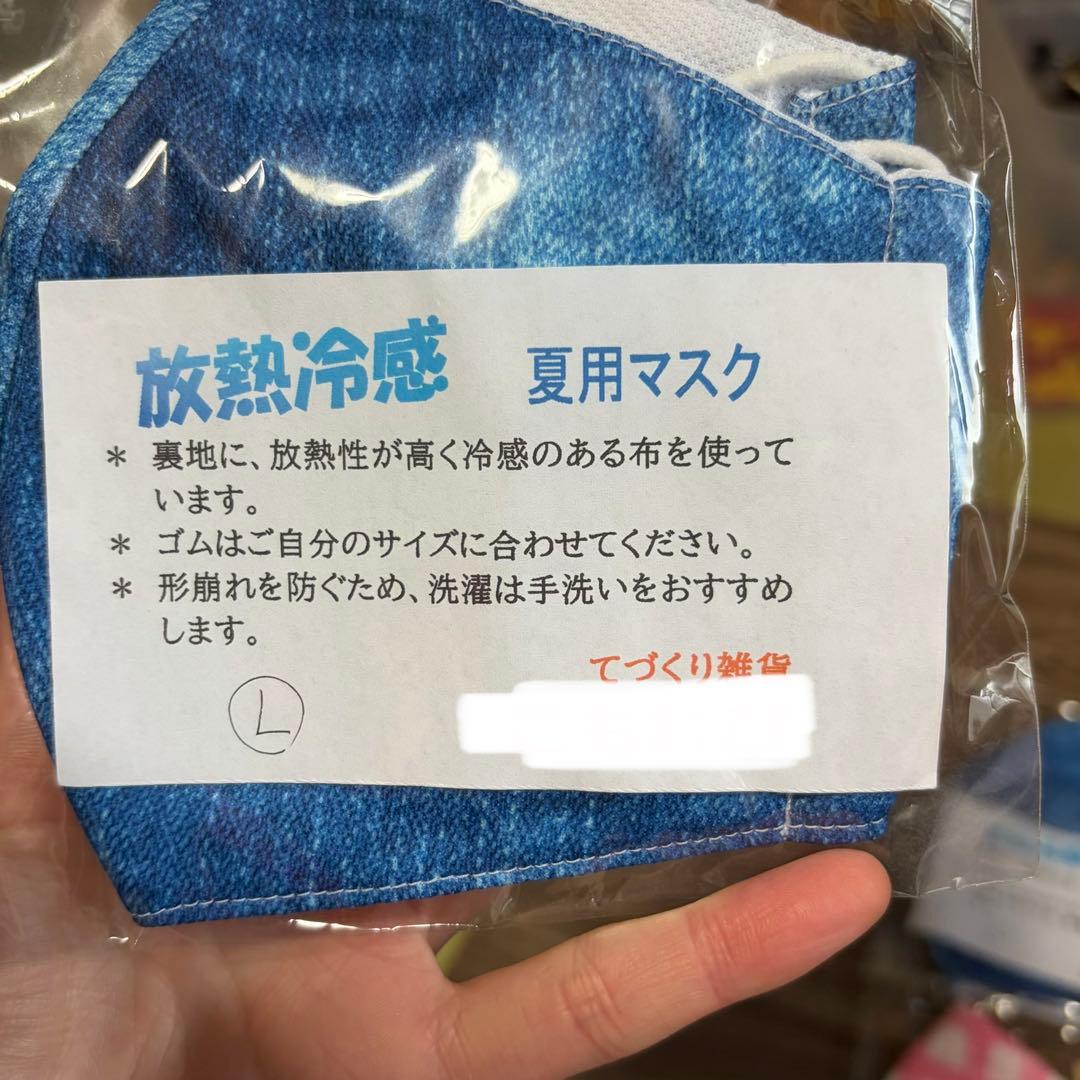 放熱冷感 夏用マスク
* 裏地に、放熱性が高く冷感のある布を使って
います。
* ゴムはご自分のサイズに合わせてください。
* 形崩れを防ぐため、洗濯は手洗いをおすすめ
します。
てづくり雑貨
L